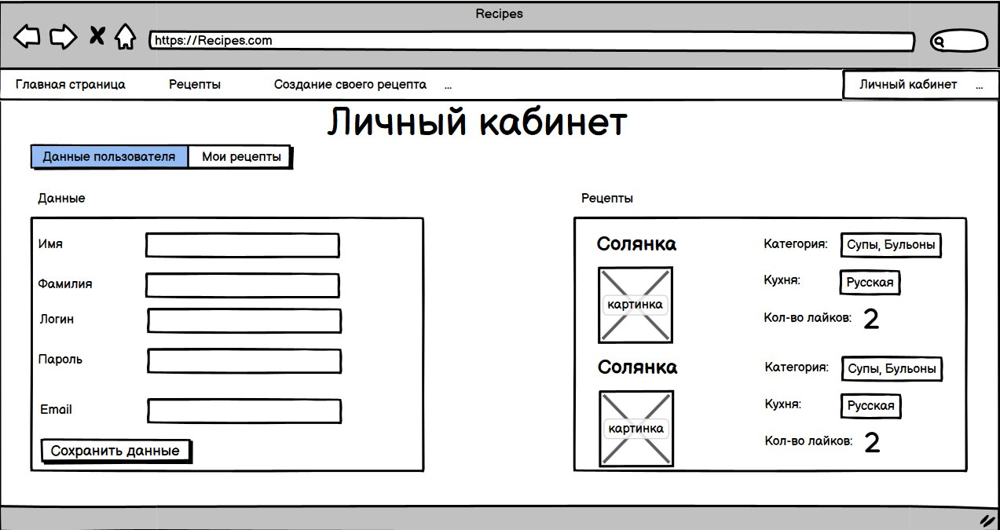 Recipes
https://Recipes.com
Главная страница Рецепты Создание своего рецепта ... Личный кабинет ...
Личный кабинет
Данные пользователя Мои рецепты
Данные
Имя
Фамилия
Логин
Пароль
Email
Сохранить данные
Рецепты
Солянка
картинка
Категория: Супы, Бульоны
Кухня: Русская
Кол-во лайков: 2
Солянка
картинка
Категория: Супы, Бульоны
Кухня: Русская
Кол-во лайков: 2